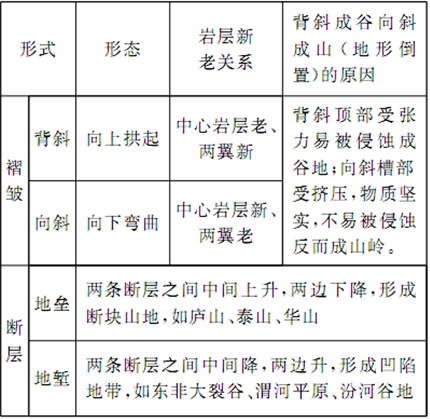 形式
形态
岩层新
老关系
背斜成谷向斜
成山(地形倒
置)的原因
褶皱
背斜
向上拱起
中心岩层老、
两翼新
背斜顶部受张
力易被侵蚀成
谷地;向斜槽部
受挤压,物质坚
实,不易被侵蚀
反而成山岭。
向斜
向下弯曲
中心岩层新、
两翼老
断层
地垒
两条断层之间中间上升,两边下降,形成
断块山地,如庐山、泰山、华山
地堑
两条断层之间中间降,两边升,形成凹陷
地带,如东非大裂谷、渭河平原、汾河谷地